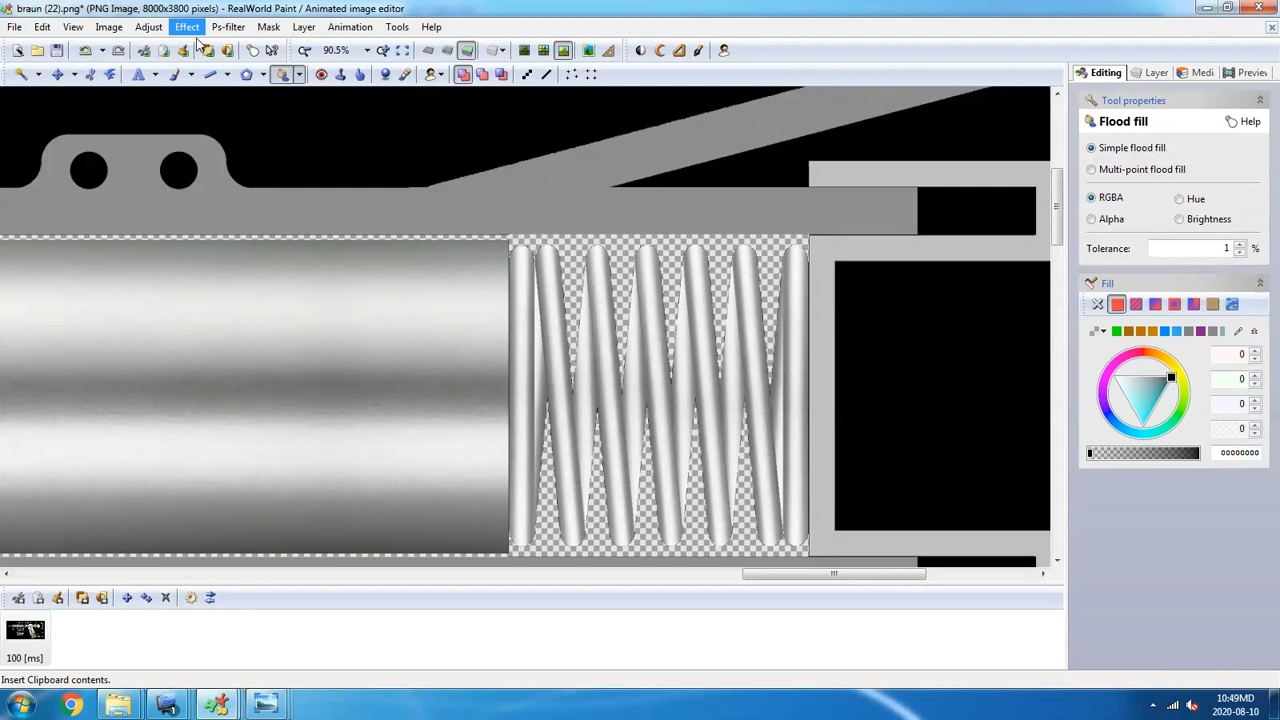 braun (22).png* (PNG Image, 8000x3800 pixels) - RealWorld Paint / Animated image editor
File Edit View Image Adjust Effect Ps-filter Mask Layer Animation Tools Help
90.5%
Editing Layer Medi Preview
Tool properties
Flood fill Help
Simple flood fill
Multi-point flood fill
RGBA Hue
Alpha Brightness
Tolerance: 1 %
Fill
0
0
0
0
00000000
100 [ms]
Insert Clipboard contents.
10:49MD
2020-08-10